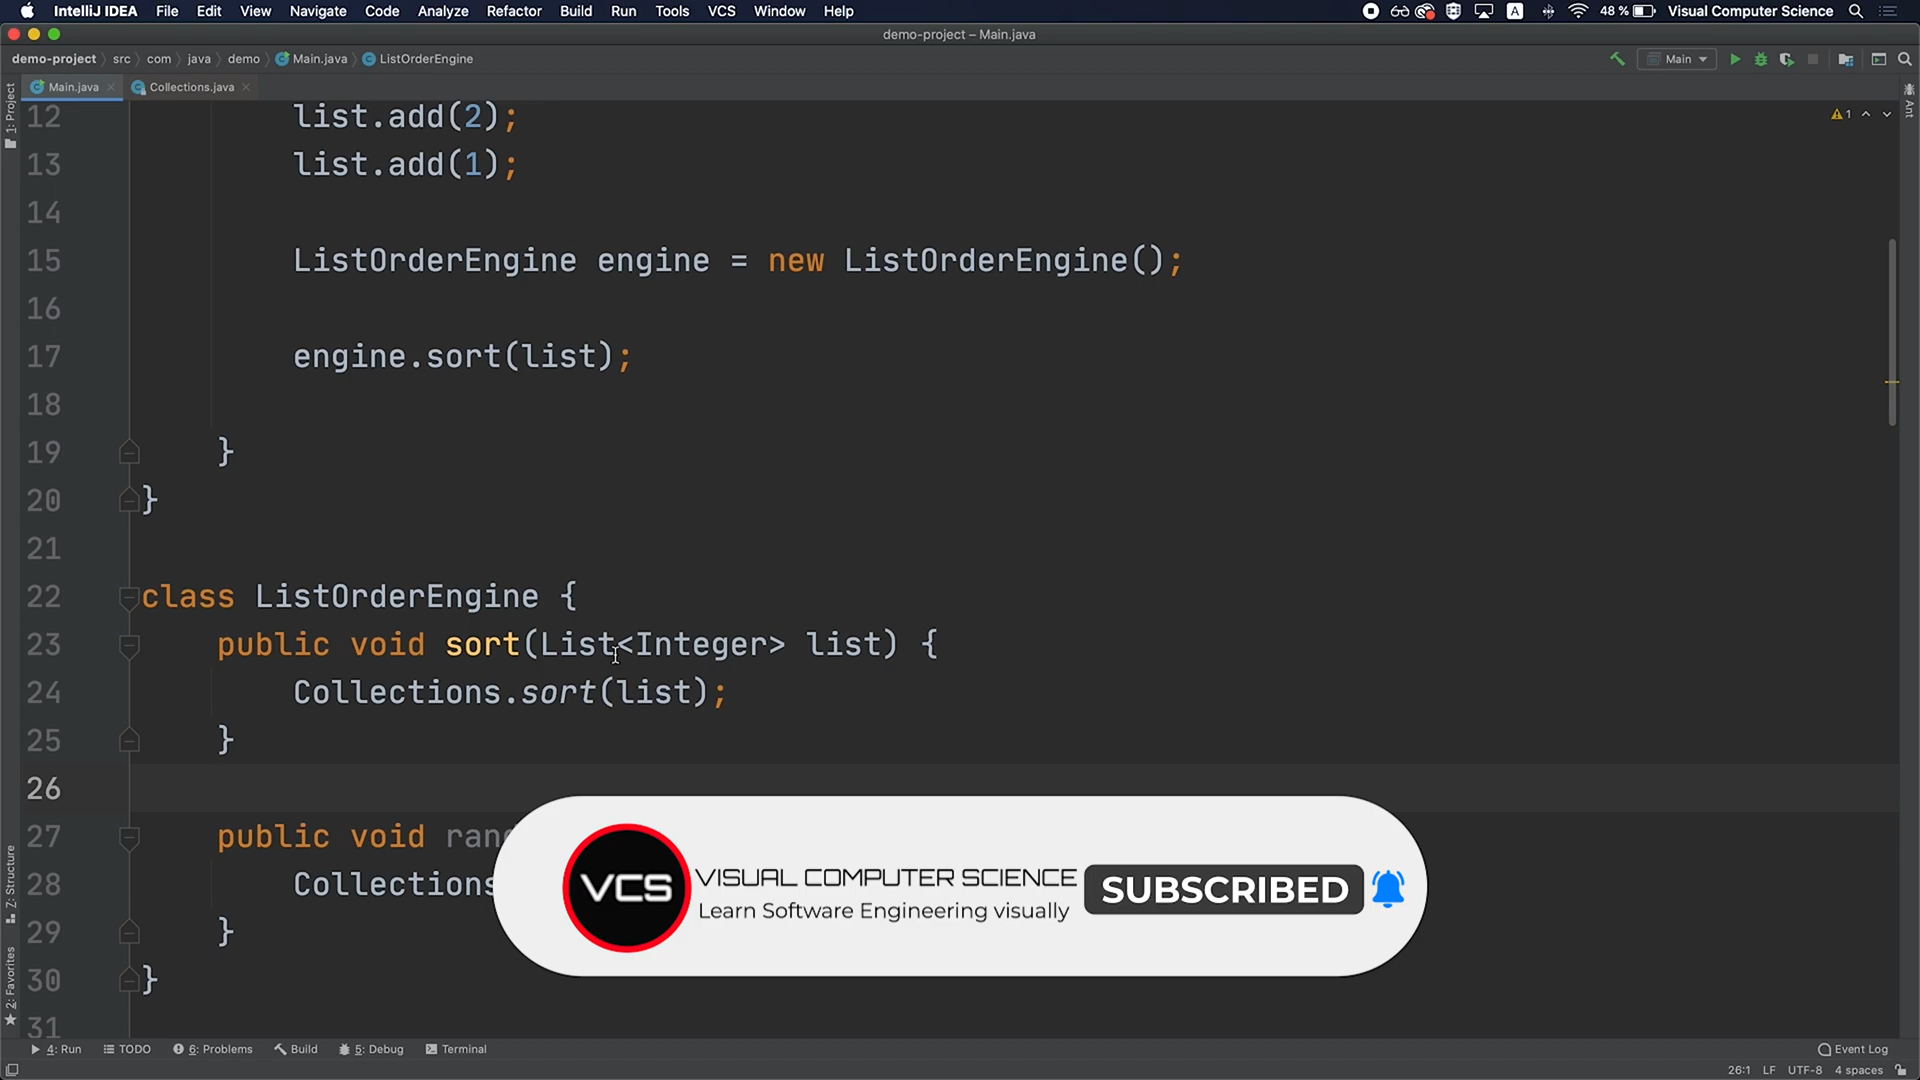 IntelliJ IDEA File Edit View Navigate Code Analyze Refactor Build Run Tools VCS Window Help A 48 % Visual Computer Science
demo-project – Main.java
demo-project src com java demo Main.java ListOrderEngine Main
Main.java Collections.java
1: Project
Ant
1
12 list.add(2);
13 list.add(1);
14
15 ListOrderEngine engine = new ListOrderEngine();
16
17 engine.sort(list);
18
19 }
20 }
21
22 class ListOrderEngine {
23 public void sort(List<Integer> list) {
24 Collections.sort(list);
25 }
26
27 public void ran
28 Collections
29 }
30 }
31
VCS
VISUAL COMPUTER SCIENCE
Learn Software Engineering visually
SUBSCRIBED
Z: Structure
2: Favorites
4: Run TODO 6: Problems Build 5: Debug Terminal Event Log
26:1 LF UTF-8 4 spaces